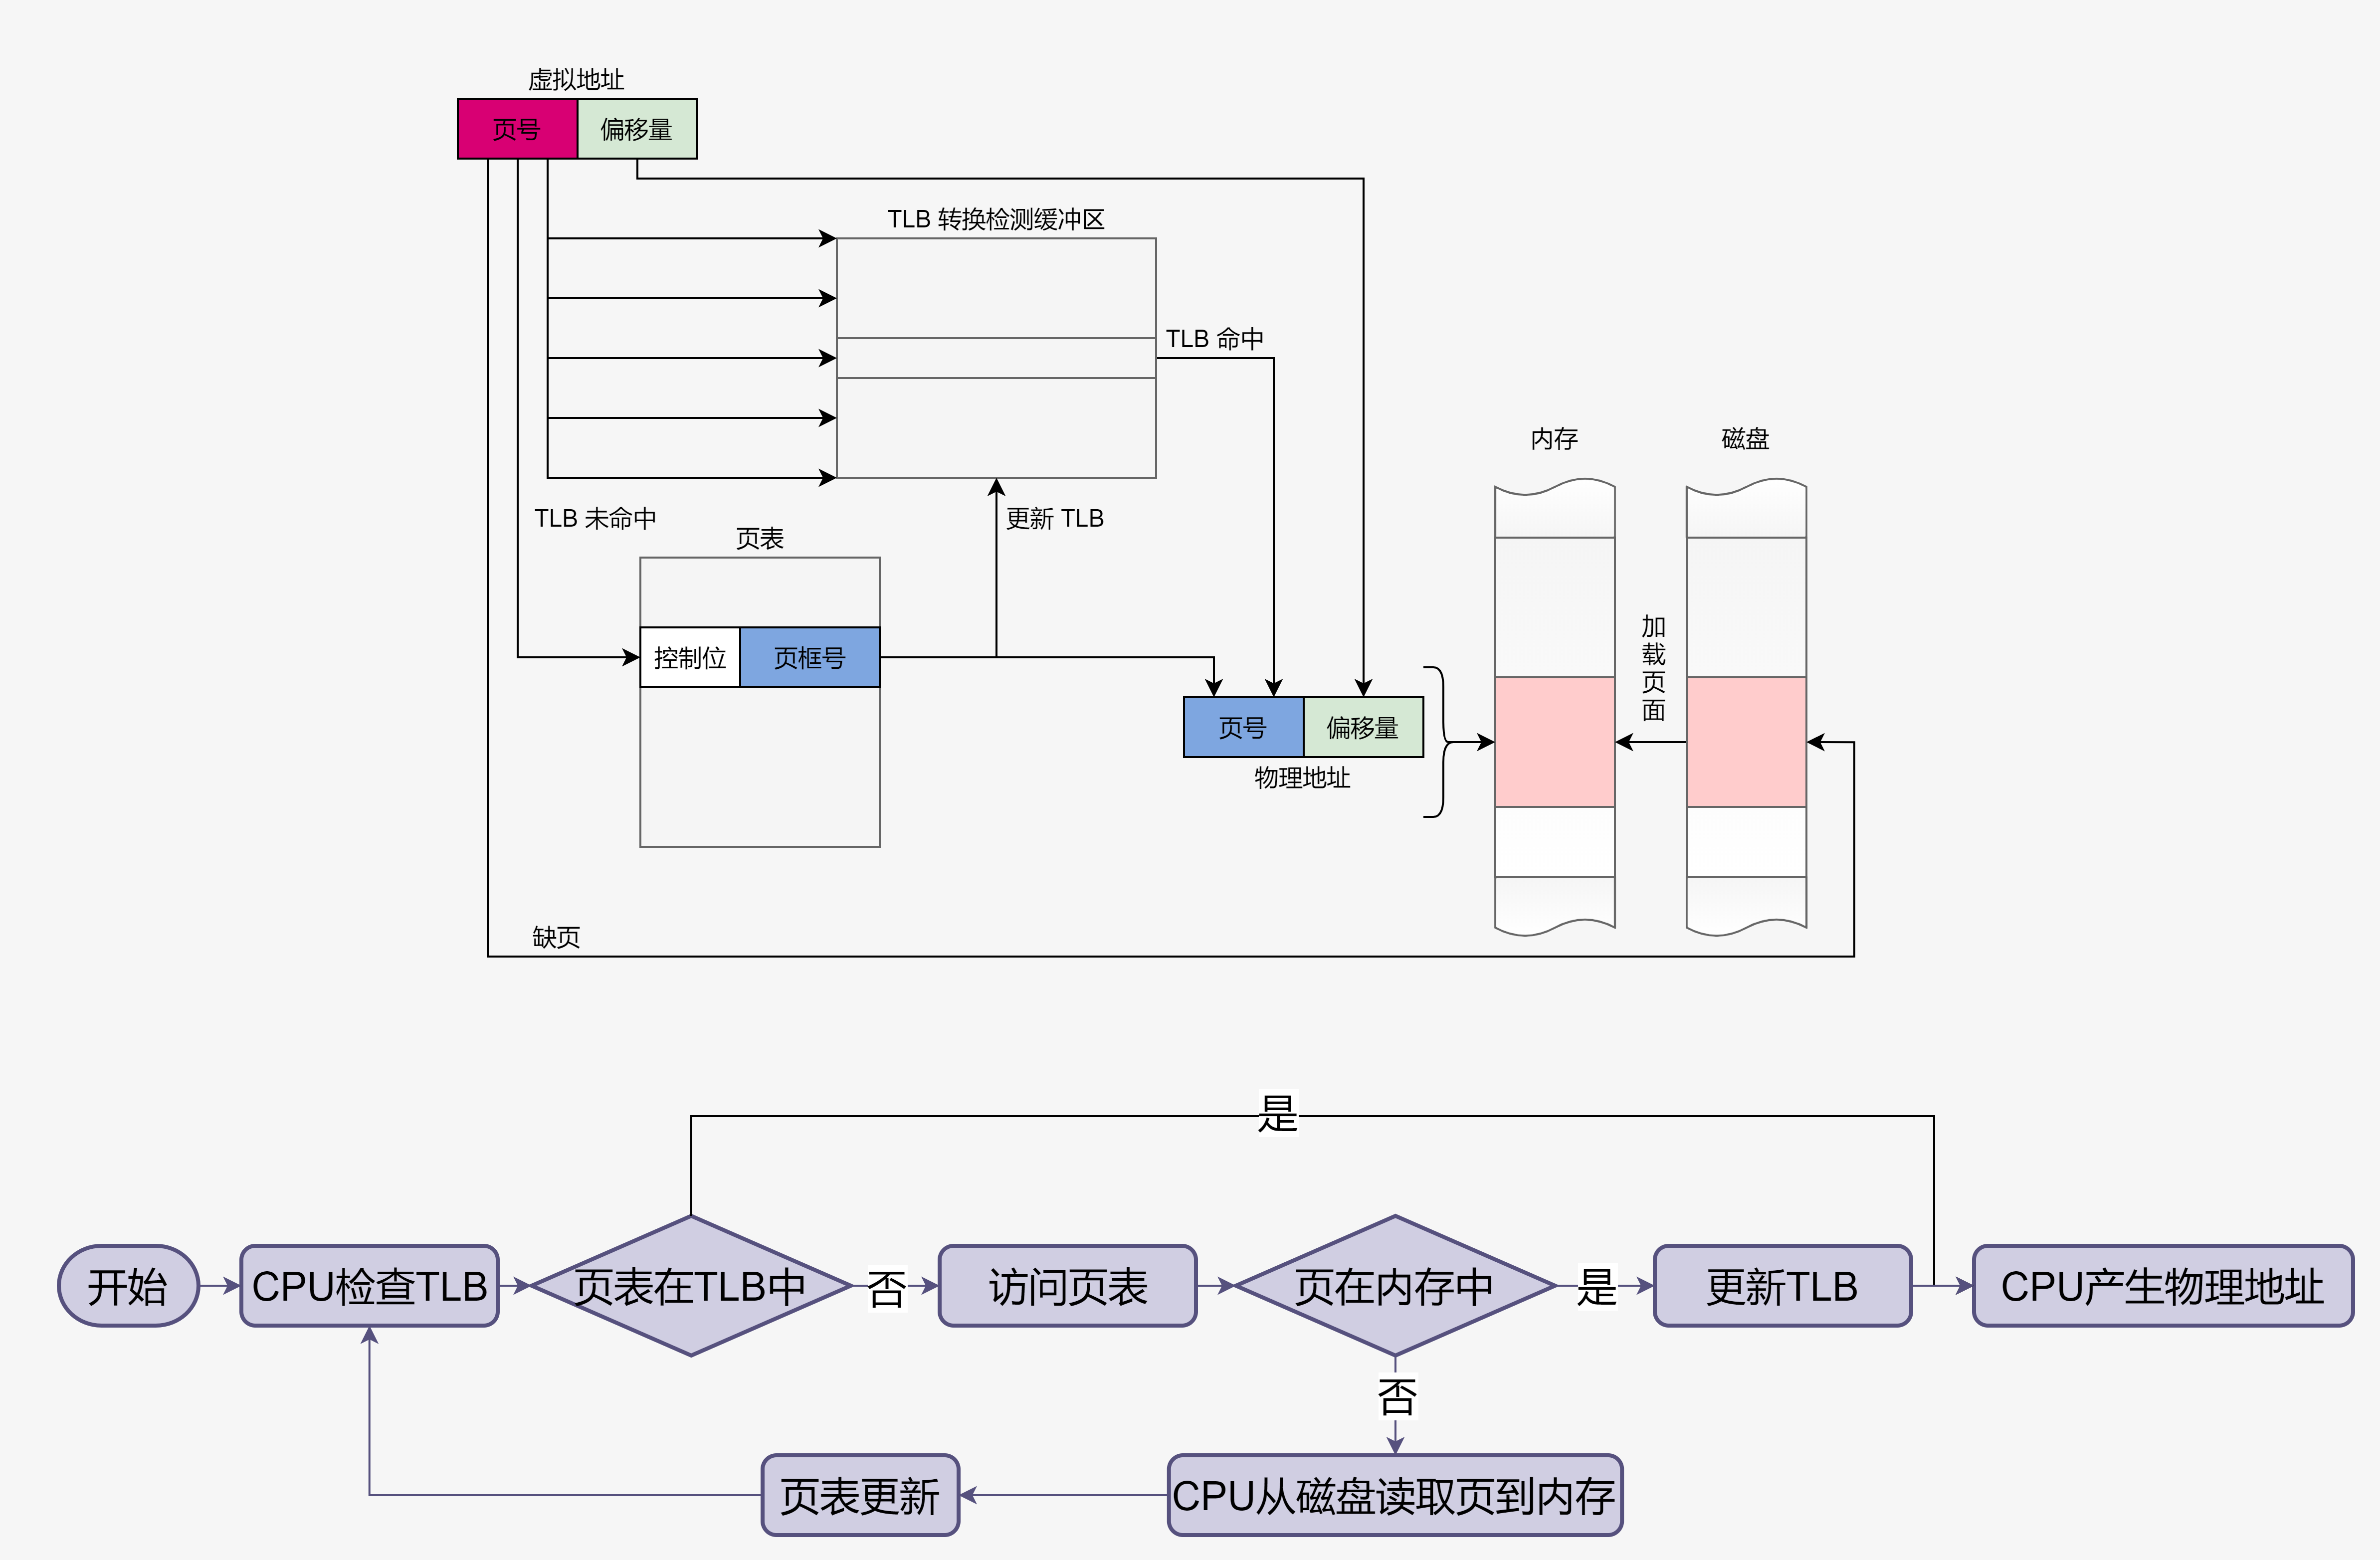 虚拟地址
页号
偏移量
TLB 转换检测缓冲区
TLB 命中
内存
磁盘
TLB 未命中
更新 TLB
页表
加
载
页
面
控制位
页框号
页号
偏移量
物理地址
缺页
是
开始
CPU检查TLB
页表在TLB中
否
访问页表
页在内存中
是
更新TLB
CPU产生物理地址
否
页表更新
CPU从磁盘读取页到内存